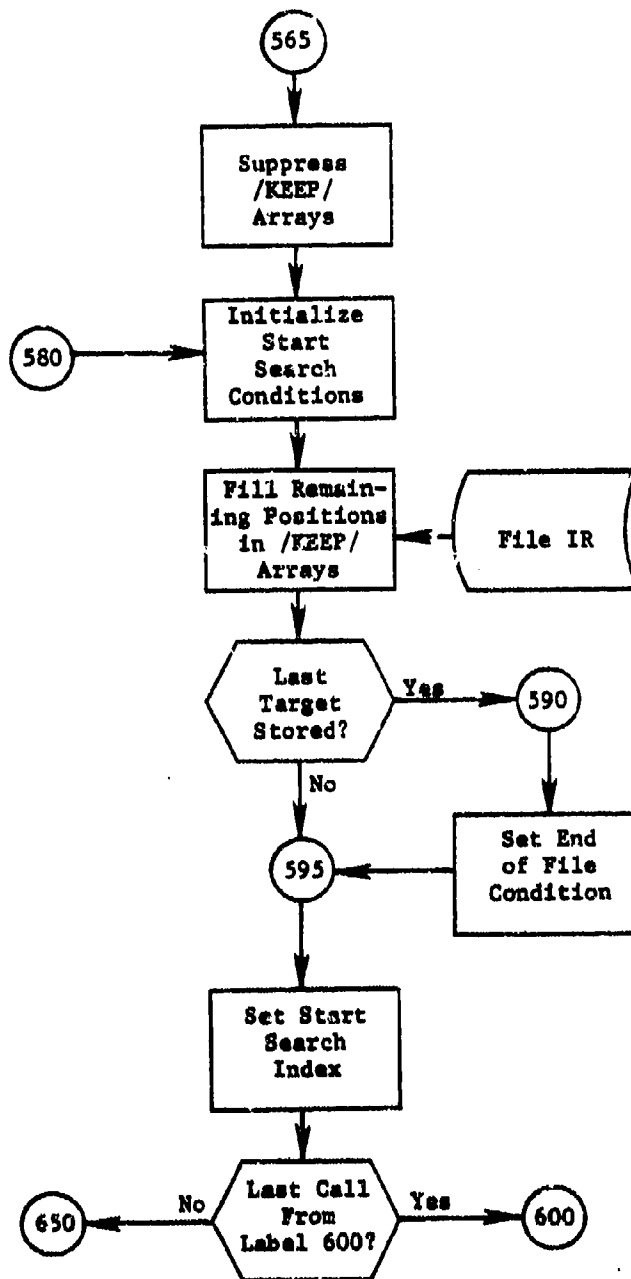 565
Suppress
/KEEP/
Arrays
580
Initialize
Start
Search
Conditions
Fill Remain-
ing Positions
in /KEEP/
Arrays
File IR
Last
Target
Stored?
Yes
590
No
Set End
of File
Condition
595
Set Start
Search
Index
Last Call
From
Label 600?
No
650
Yes
600